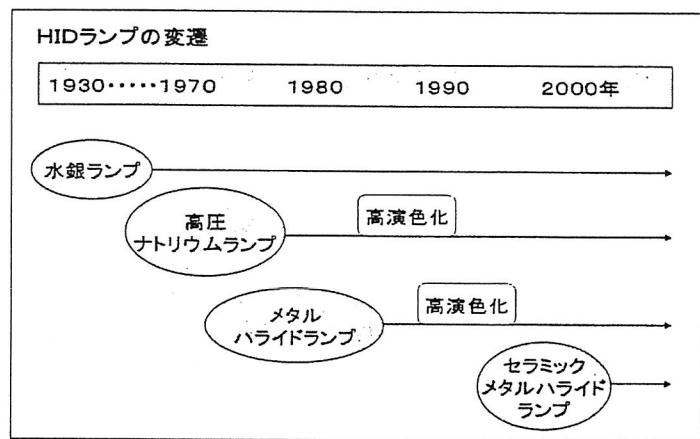 HIDランプの変遷
1930・・・・・1970 1980 1990 2000年
水銀ランプ
高圧
ナトリウムランプ
高演色化
メタル
ハライドランプ
高演色化
セラミック
メタルハライド
ランプ